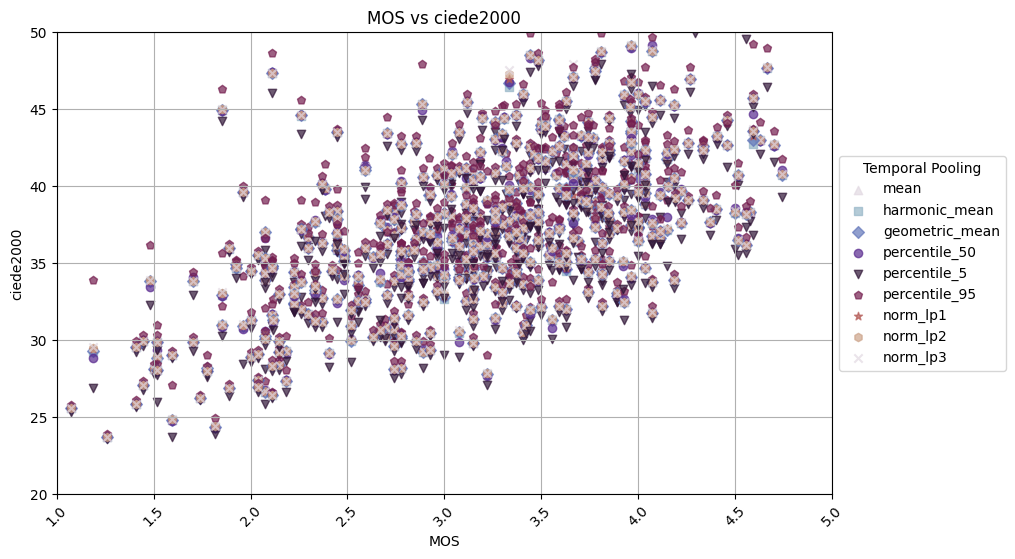 MOS vs ciede2000
50
45
40
35
30
25
20
ciede2000
1.0
1.5
2.0
2.5
3.0
3.5
4.0
4.5
5.0
MOS
Temporal Pooling
mean
harmonic_mean
geometric_mean
percentile_50
percentile_5
percentile_95
norm_lp1
norm_lp2
norm_lp3